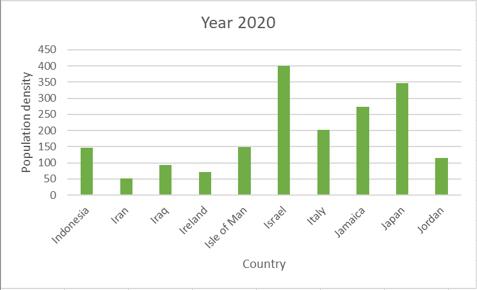 Year 2020
Population density
450
400
350
300
250
200
150
100
50
0
Indonesia
Iran
Iraq
Ireland
Isle of Man
Israel
Italy
Jamaica
Japan
Jordan
Country